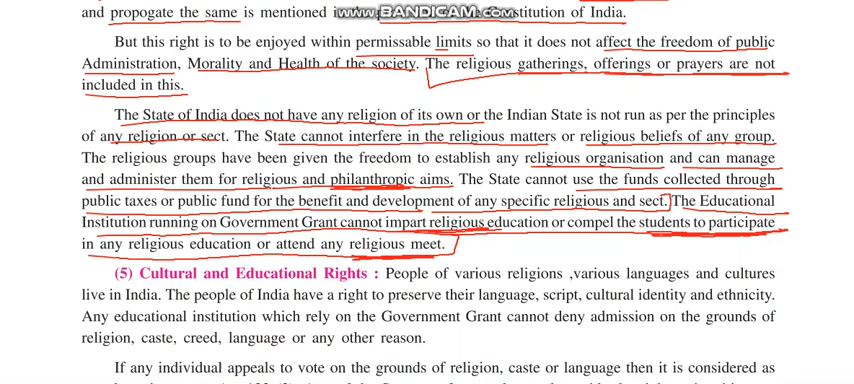 and propogate the same is mentioned in stitution of India.
www.BANDICAM.com
But this right is to be enjoyed within permissable limits so that it does not affect the freedom of public
Administration, Morality and Health of the society. The religious gatherings, offerings or prayers are not
included in this.
The State of India does not have any religion of its own or the Indian State is not run as per the principles
of any religion or sect. The State cannot interfere in the religious matters or religious beliefs of any group.
The religious groups have been given the freedom to establish any religious organisation and can manage
and administer them for religious and philanthropic aims. The State cannot use the funds collected through
public taxes or public fund for the benefit and development of any specific religious and sect. The Educational
Institution running on Government Grant cannot impart religious education or compel the students to participate
in any religious education or attend any religious meet.
(5) Cultural and Educational Rights : People of various religions ,various languages and cultures
live in India. The people of India have a right to preserve their language, script, cultural identity and ethnicity.
Any educational institution which rely on the Government Grant cannot deny admission on the grounds of
religion, caste, creed, language or any other reason.
If any individual appeals to vote on the grounds of religion, caste or language then it is considered as